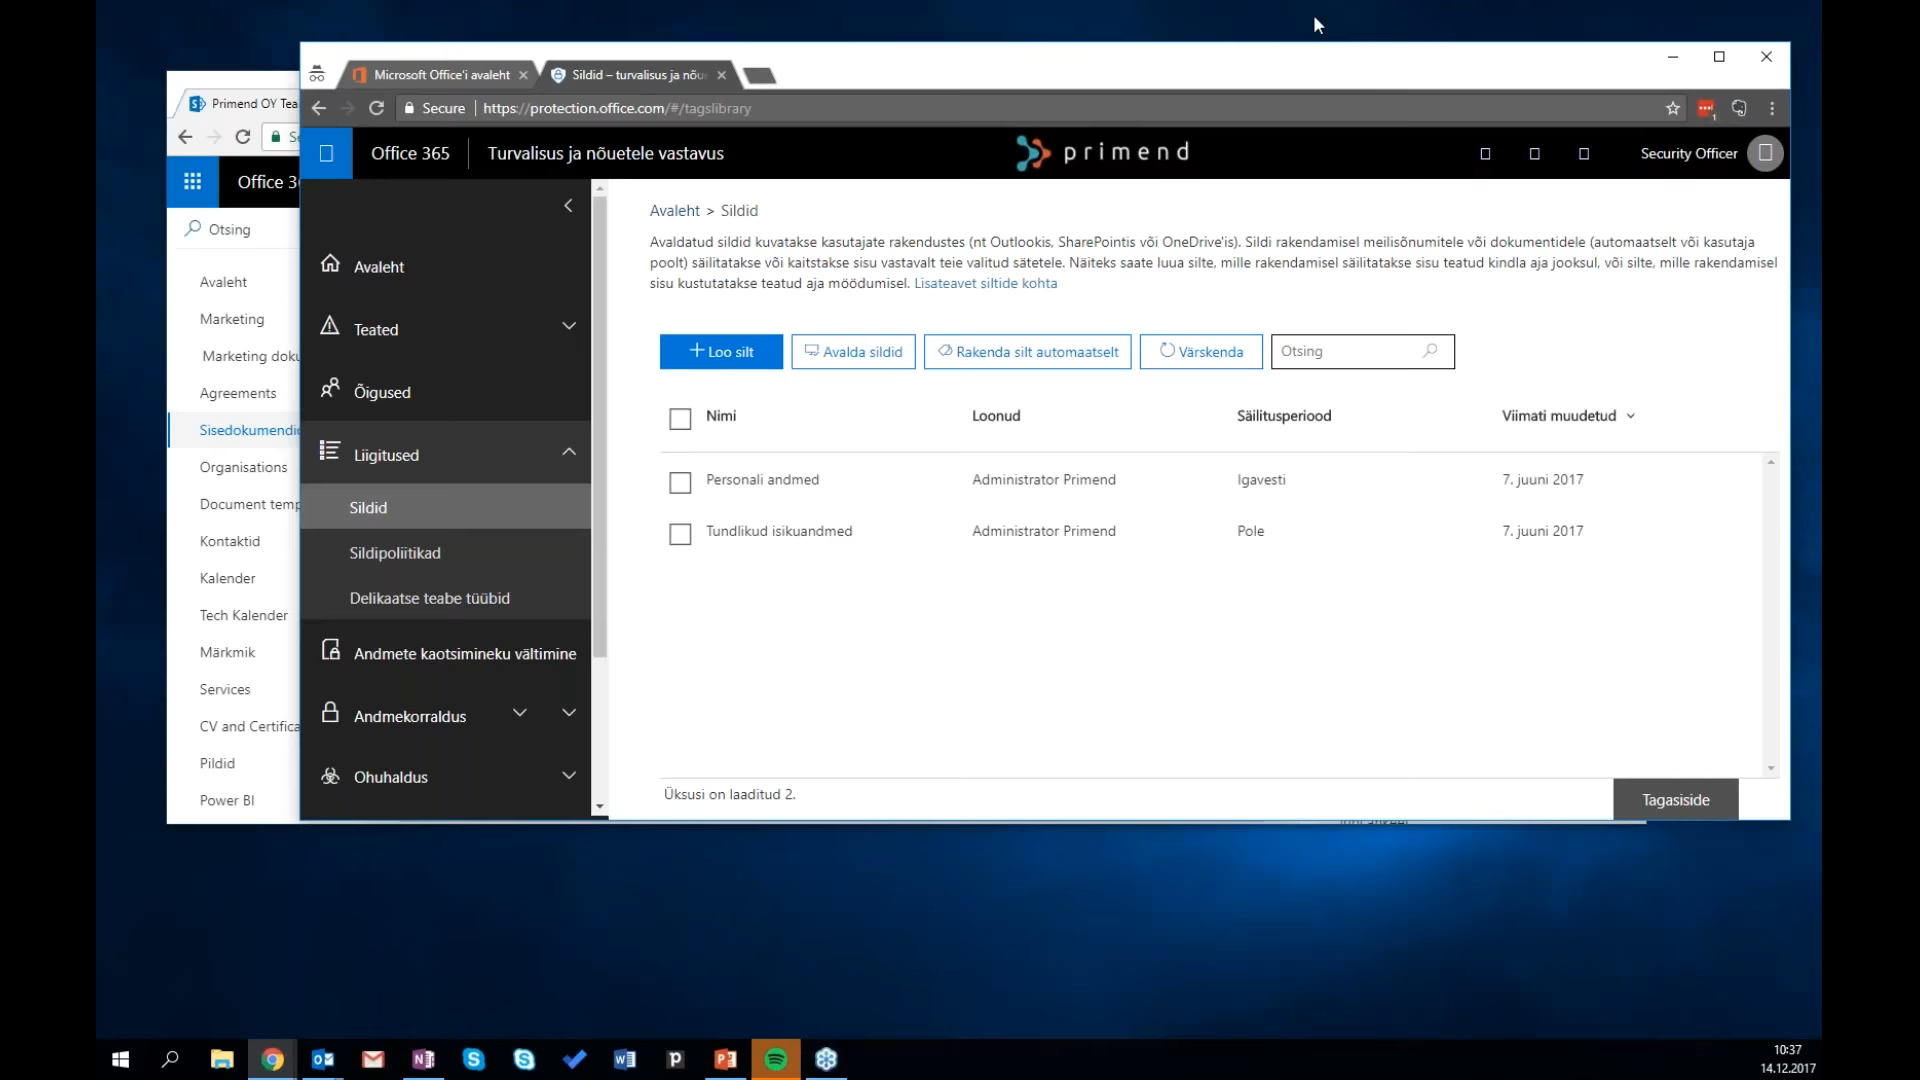 Microsoft Office'i avaleht
Sildid – turvalisus ja nõu
Primend OY Tea
Secure
https://protection.office.com/#/tagslibrary
Office 365
Turvalisus ja nõuetele vastavus
primend
Security Officer
Office 3
Otsing
Avaleht
Marketing
Marketing doku
Agreements
Sisedokumendi
Organisations
Document temp
Kontaktid
Kalender
Tech Kalender
Märkmik
Services
CV and Certifica
Pildid
Power BI
Avaleht
Teated
Õigused
Liigitused
Sildid
Sildipoliitikad
Delikaatse teabe tüübid
Andmete kaotsimineku vältimine
Andmekorraldus
Ohuhaldus
Avaleht > Sildid
Avaldatud sildid kuvatakse kasutajate rakendustes (nt Outlookis, SharePointis või OneDrive'is). Sildi rakendamisel meilisõnumitele või dokumentidele (automaatselt või kasutaja
poolt) säilitatakse või kaitstakse sisu vastavalt teie valitud sätetele. Näiteks saate luua silte, mille rakendamisel säilitatakse sisu teatud kindla aja jooksul, või silte, mille rakendamisel
sisu kustutatakse teatud aja möödumisel. Lisateavet siltide kohta
Loo silt
Avalda sildid
Rakenda silt automaatselt
Värskenda
Otsing
Nimi Loonud Säilitusperiood Viimati muudetud
Personali andmed Administrator Primend Igavesti 7. juuni 2017
Tundlikud isikuandmed Administrator Primend Pole 7. juuni 2017
Üksusi on laaditud 2.
Tagasiside
10:37
14.12.2017